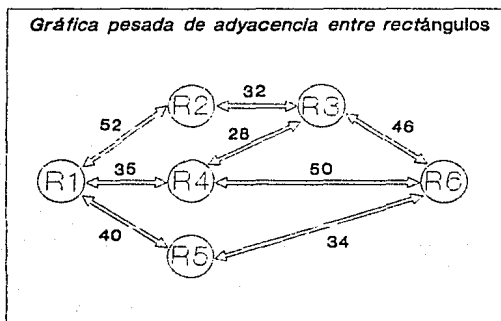 Gráfica pesada de adyacencia entre rectángulos
32
R2
R3
52
28
46
35
50
R1
R4
R6
40
34
R5